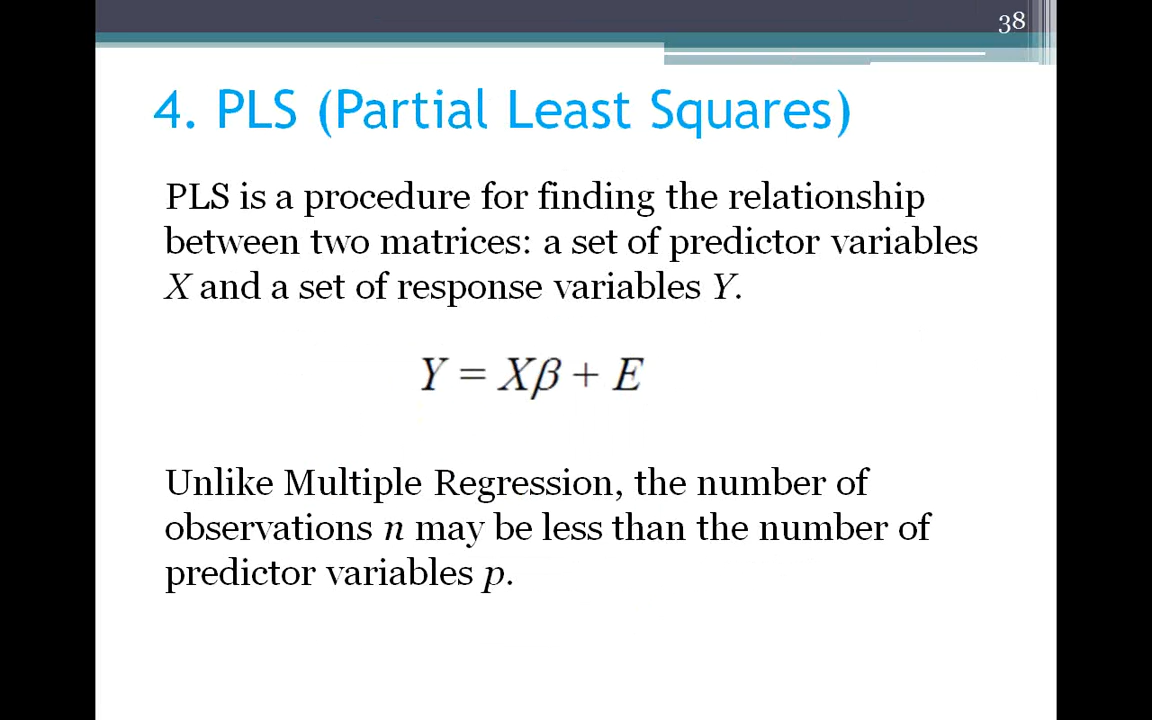 38
4. PLS (Partial Least Squares)
PLS is a procedure for finding the relationship
between two matrices: a set of predictor variables
X and a set of response variables Y.
Y = Xβ + E
Unlike Multiple Regression, the number of
observations n may be less than the number of
predictor variables p.